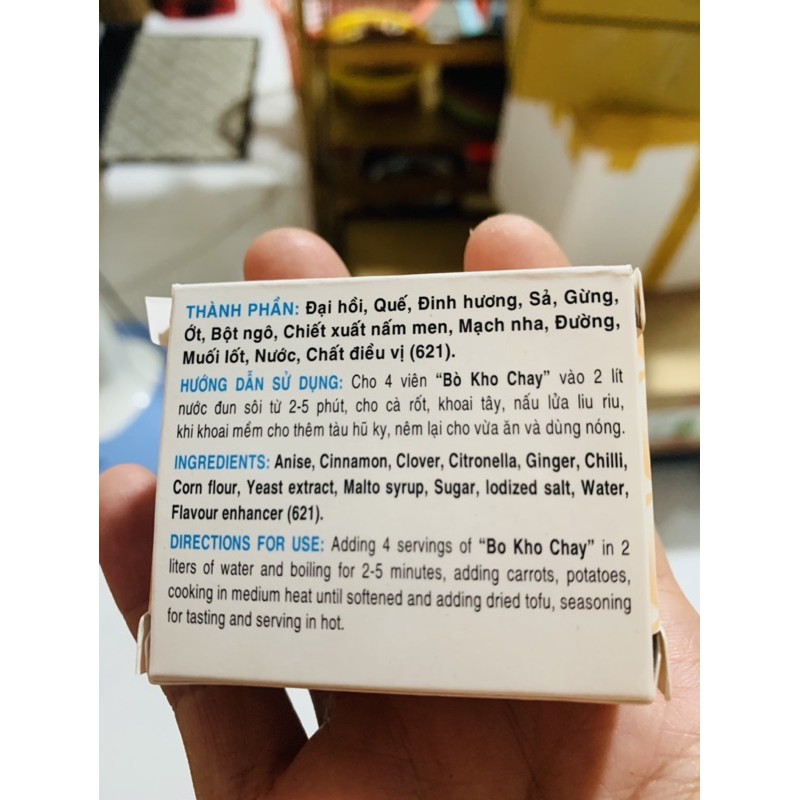 THÀNH PHẦN: Đại hồi, Quế, Đinh hương, Sả, Gừng,
Ớt, Bột ngô, Chiết xuất nấm men, Mạch nha, Đường,
Muối Iốt, Nước, Chất điều vị (621).
HƯỚNG DẪN SỬ DỤNG: Cho 4 viên "Bò Kho Chay" vào 2 lít
nước đun sôi từ 2-5 phút, cho cà rốt, khoai tây, nấu lửa liu riu,
khi khoai mềm cho thêm tàu hũ ky, nêm lại cho vừa ăn và dùng nóng.
INGREDIENTS: Anise, Cinnamon, Clover, Citronella, Ginger, Chilli,
Corn flour, Yeast extract, Malto syrup, Sugar, Iodized salt, Water,
Flavour enhancer (621).
DIRECTIONS FOR USE: Adding 4 servings of "Bo Kho Chay" in 2
liters of water and boiling for 2-5 minutes, adding carrots, potatoes,
cooking in medium heat until softened and adding dried tofu, seasoning
for tasting and serving in hot.